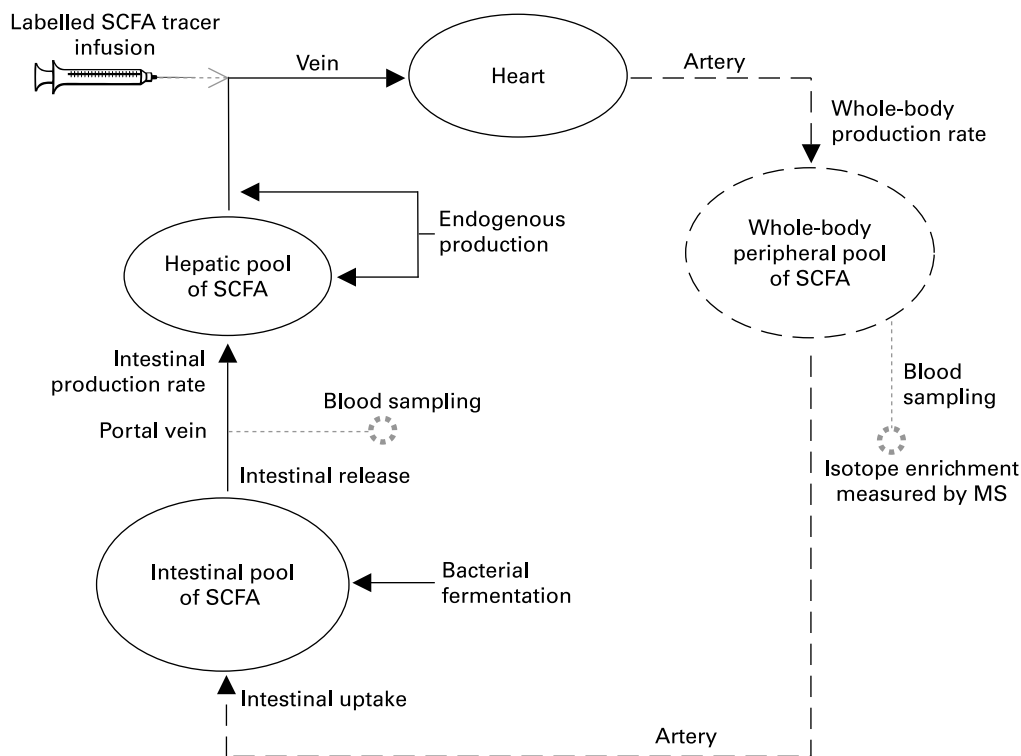 Labelled SCFA tracer
infusion
Vein
Heart
Artery
Whole-body
production rate
Endogenous
production
Hepatic pool
of SCFA
Whole-body
peripheral pool
of SCFA
Intestinal
production rate
Blood sampling
Portal vein
Intestinal release
Blood
sampling
Isotope enrichment
measured by MS
Intestinal pool
of SCFA
Bacterial
fermentation
Intestinal uptake
Artery